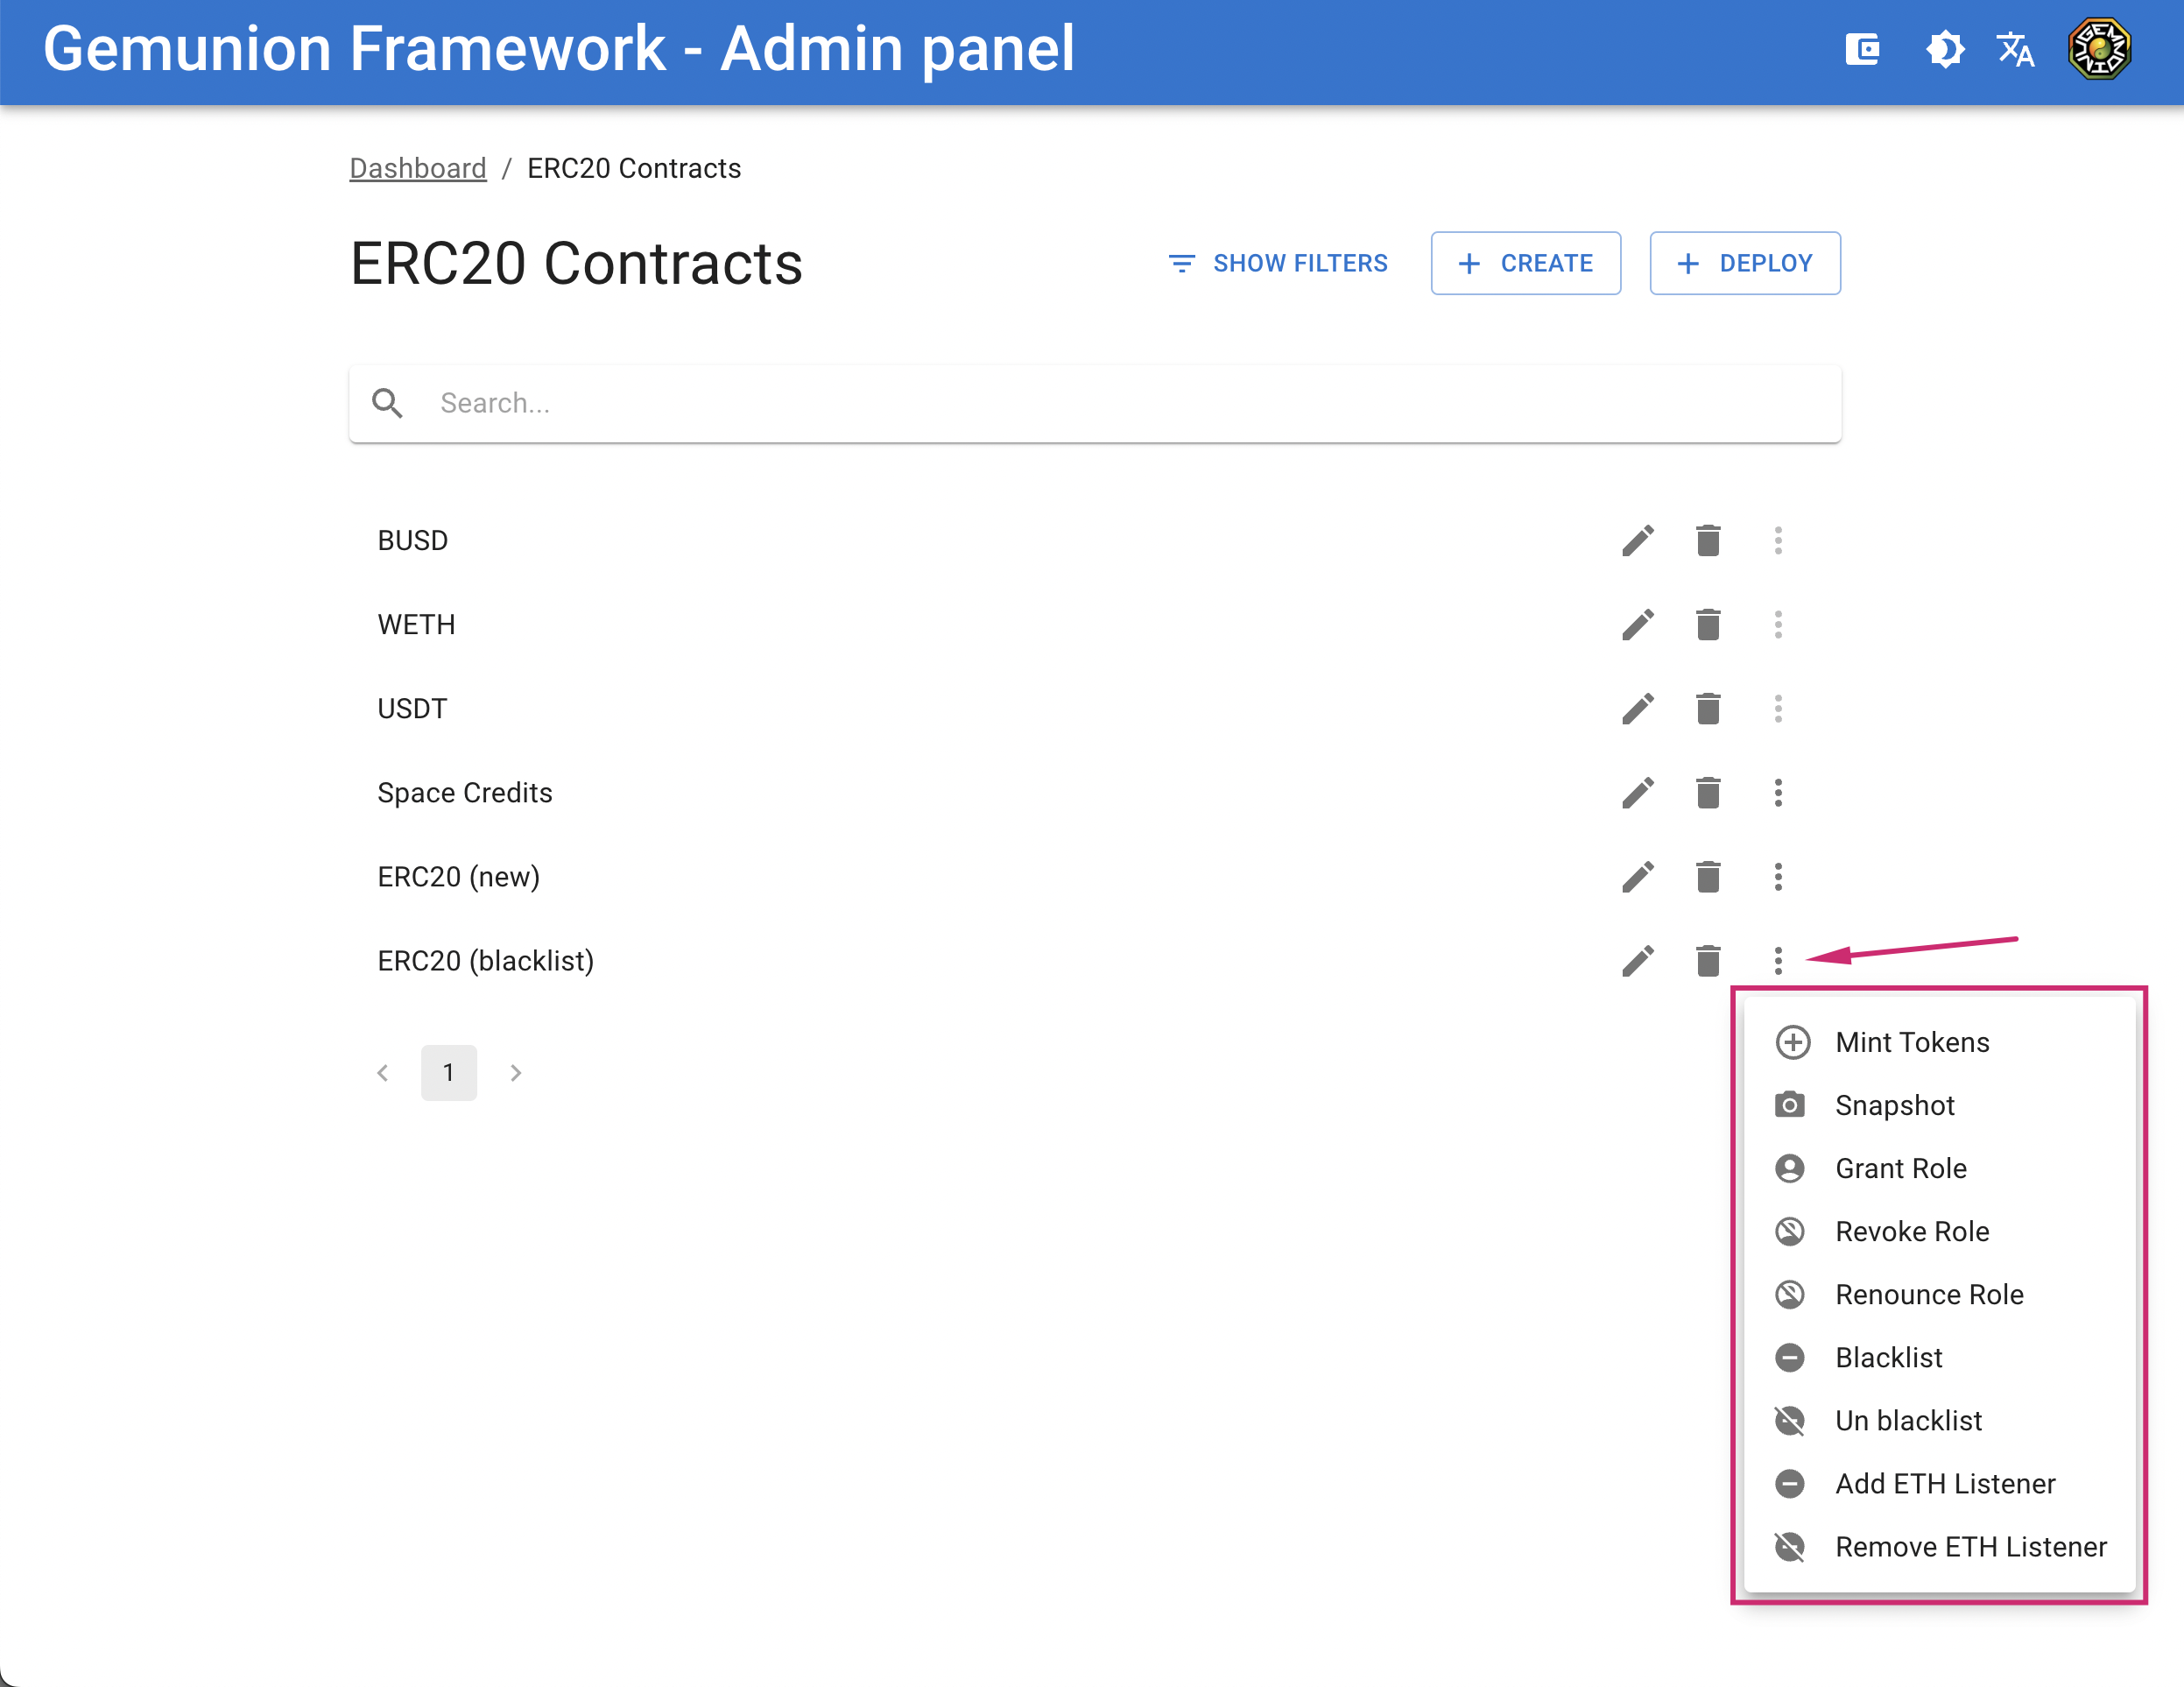 Gemunion Framework - Admin panel
Dashboard / ERC20 Contracts
ERC20 Contracts
SHOW FILTERS
CREATE
DEPLOY
Search...
BUSD
WETH
USDT
Space Credits
ERC20 (new)
ERC20 (blacklist)
1
Mint Tokens
Snapshot
Grant Role
Revoke Role
Renounce Role
Blacklist
Un blacklist
Add ETH Listener
Remove ETH Listener